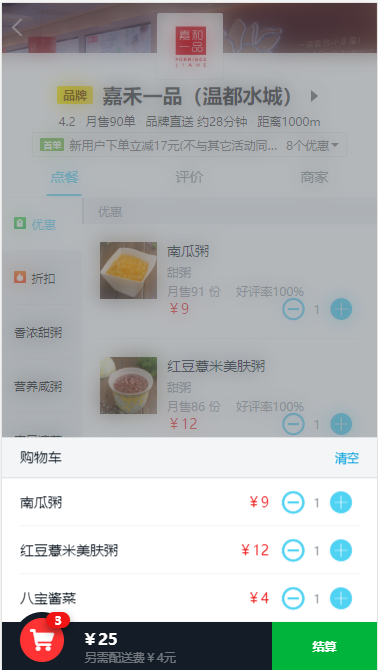 嘉和
一品
PORRIDGE
JIAHE
品牌 嘉禾一品（温都水城）
4.2 月售90单 品牌直送 约28分钟 距离1000m
首单 新用户下单立减17元(不与其它活动同... 8个优惠
点餐 评价 商家
优惠
优惠
折扣
香浓甜粥
营养咸粥
南瓜粥
甜粥
月售91 份 好评率100%
￥9 1
红豆薏米美肤粥
甜粥
月售86 份 好评率100%
￥12 1
购物车 清空
南瓜粥 ￥9 1
红豆薏米美肤粥 ￥12 1
八宝酱菜 ￥4 1
3
￥25
另需配送费￥4元
结算